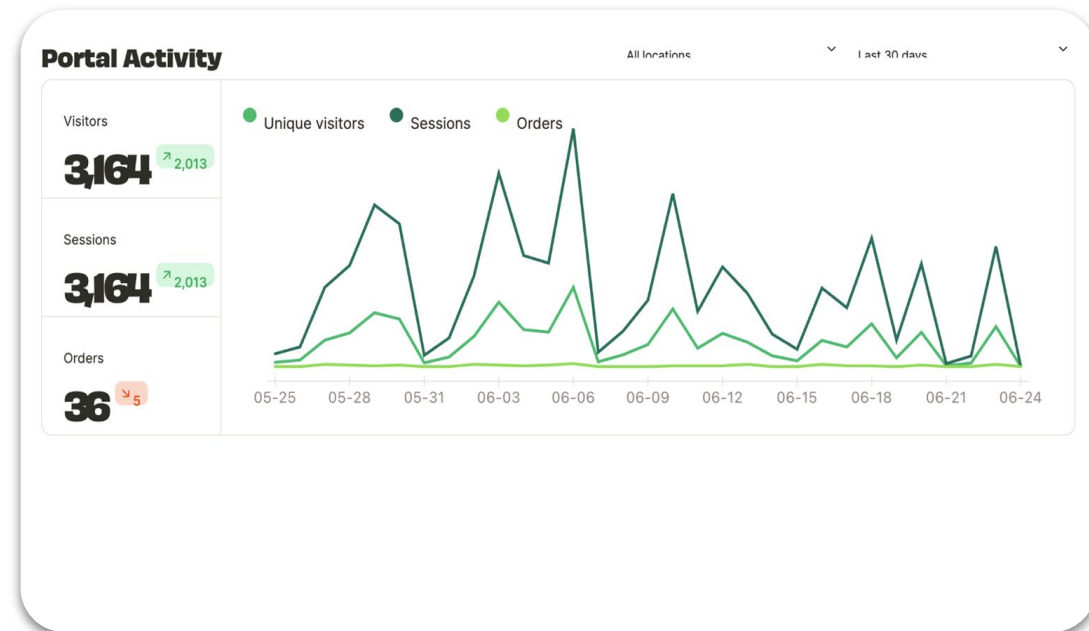 Portal Activity
All locations
Last 30 days
Visitors
3,164
2,013
Sessions
3,164
2,013
Orders
36
5
Unique visitors
Sessions
Orders
05-25
05-28
05-31
06-03
06-06
06-09
06-12
06-15
06-18
06-21
06-24